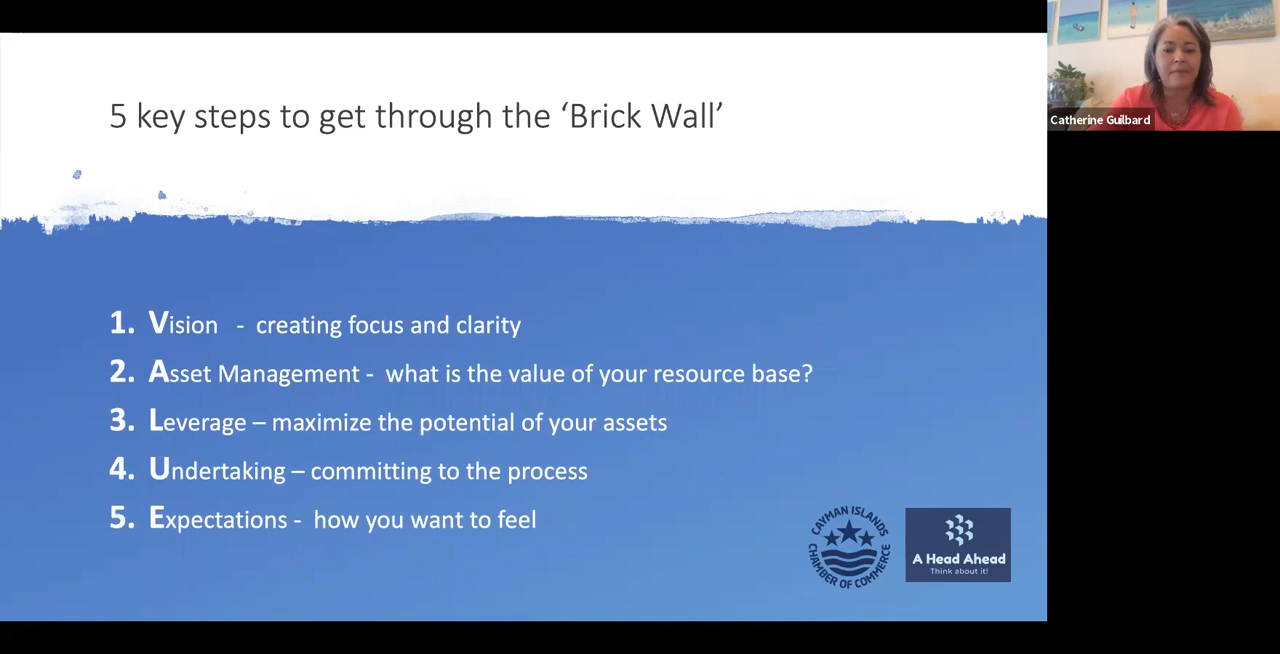 5 key steps to get through the ‘Brick Wall’
1. Vision - creating focus and clarity
2. Asset Management - what is the value of your resource base?
3. Leverage – maximize the potential of your assets
4. Undertaking – committing to the process
5. Expectations - how you want to feel
CAYMAN ISLANDS
CHAMBER OF COMMERCE
A Head Ahead
Think about it!
Catherine Guilbard